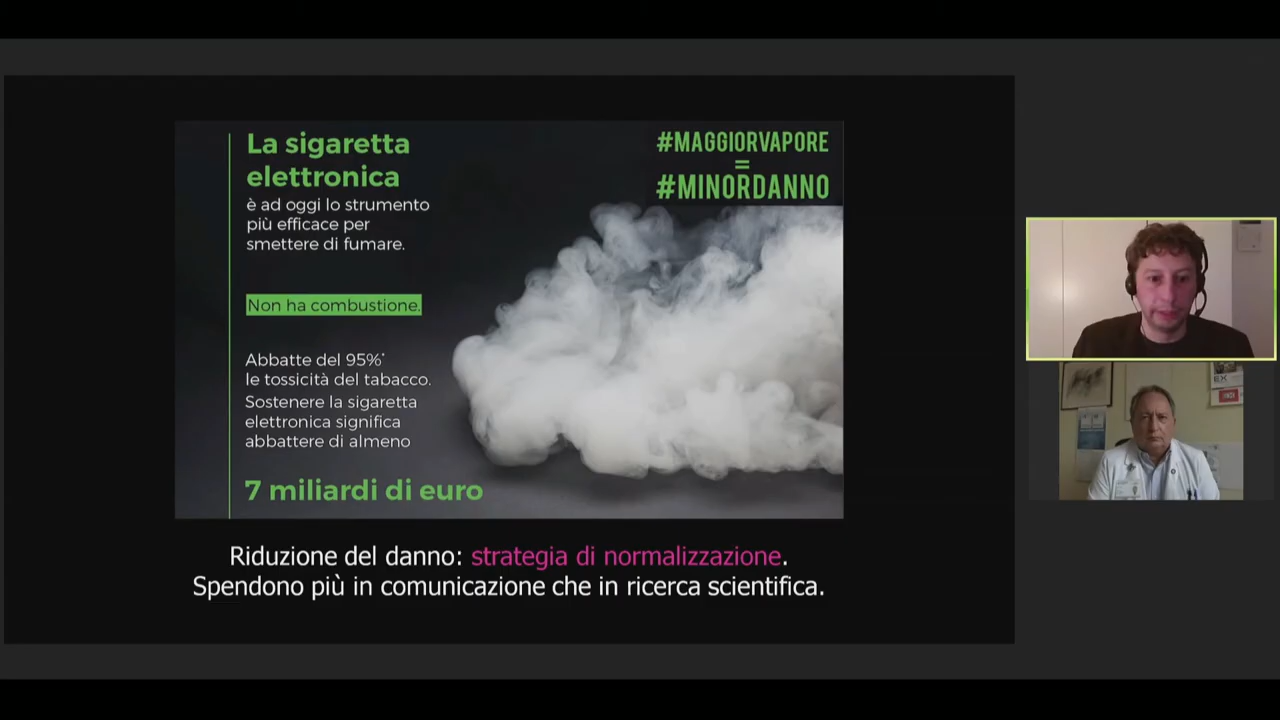 La sigaretta
elettronica
è ad oggi lo strumento
più efficace per
smettere di fumare.
Non ha combustione.
Abbatte del 95%*
le tossicità del tabacco.
Sostenere la sigaretta
elettronica significa
abbattere di almeno
7 miliardi di euro
#MAGGIORVAPORE
=
#MINORDANNO
Riduzione del danno: strategia di normalizzazione.
Spendono più in comunicazione che in ricerca scientifica.